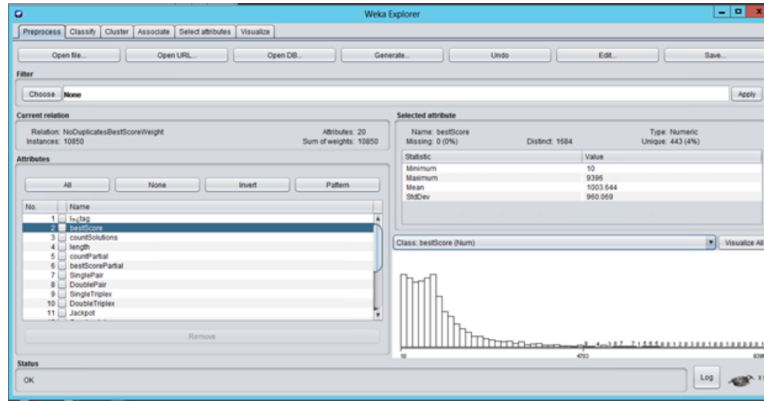 Weka Explorer
Preprocess Classify Cluster Associate Select attributes Visualize
Open file... Open URL... Open DB... Generate... Undo Edit... Save...
Filter
Choose None Apply
Current relation
Relation: NoDuplicatesBestScoreWeight Attributes: 20
Instances: 10850 Sum of weights: 10850
Attributes
All None Invert Pattern
No. Name
1
2 bestScore
3 countSolutions
4 length
5 countPartial
6 bestScorePartial
7 SinglePair
8 DoublePair
9 SingleTriplex
10 DoubleTriplex
11 Jackpot
Remove
Selected attribute
Name: bestScore Type: Numeric
Missing: 0 (0%) Distinct: 1684 Unique: 443 (4%)
Statistic Value
Minimum 10
Maximum 9396
Mean 1003.644
StdDev 960.069
Class: bestScore (Num) Visualize All
10 4703
Status
OK
Log